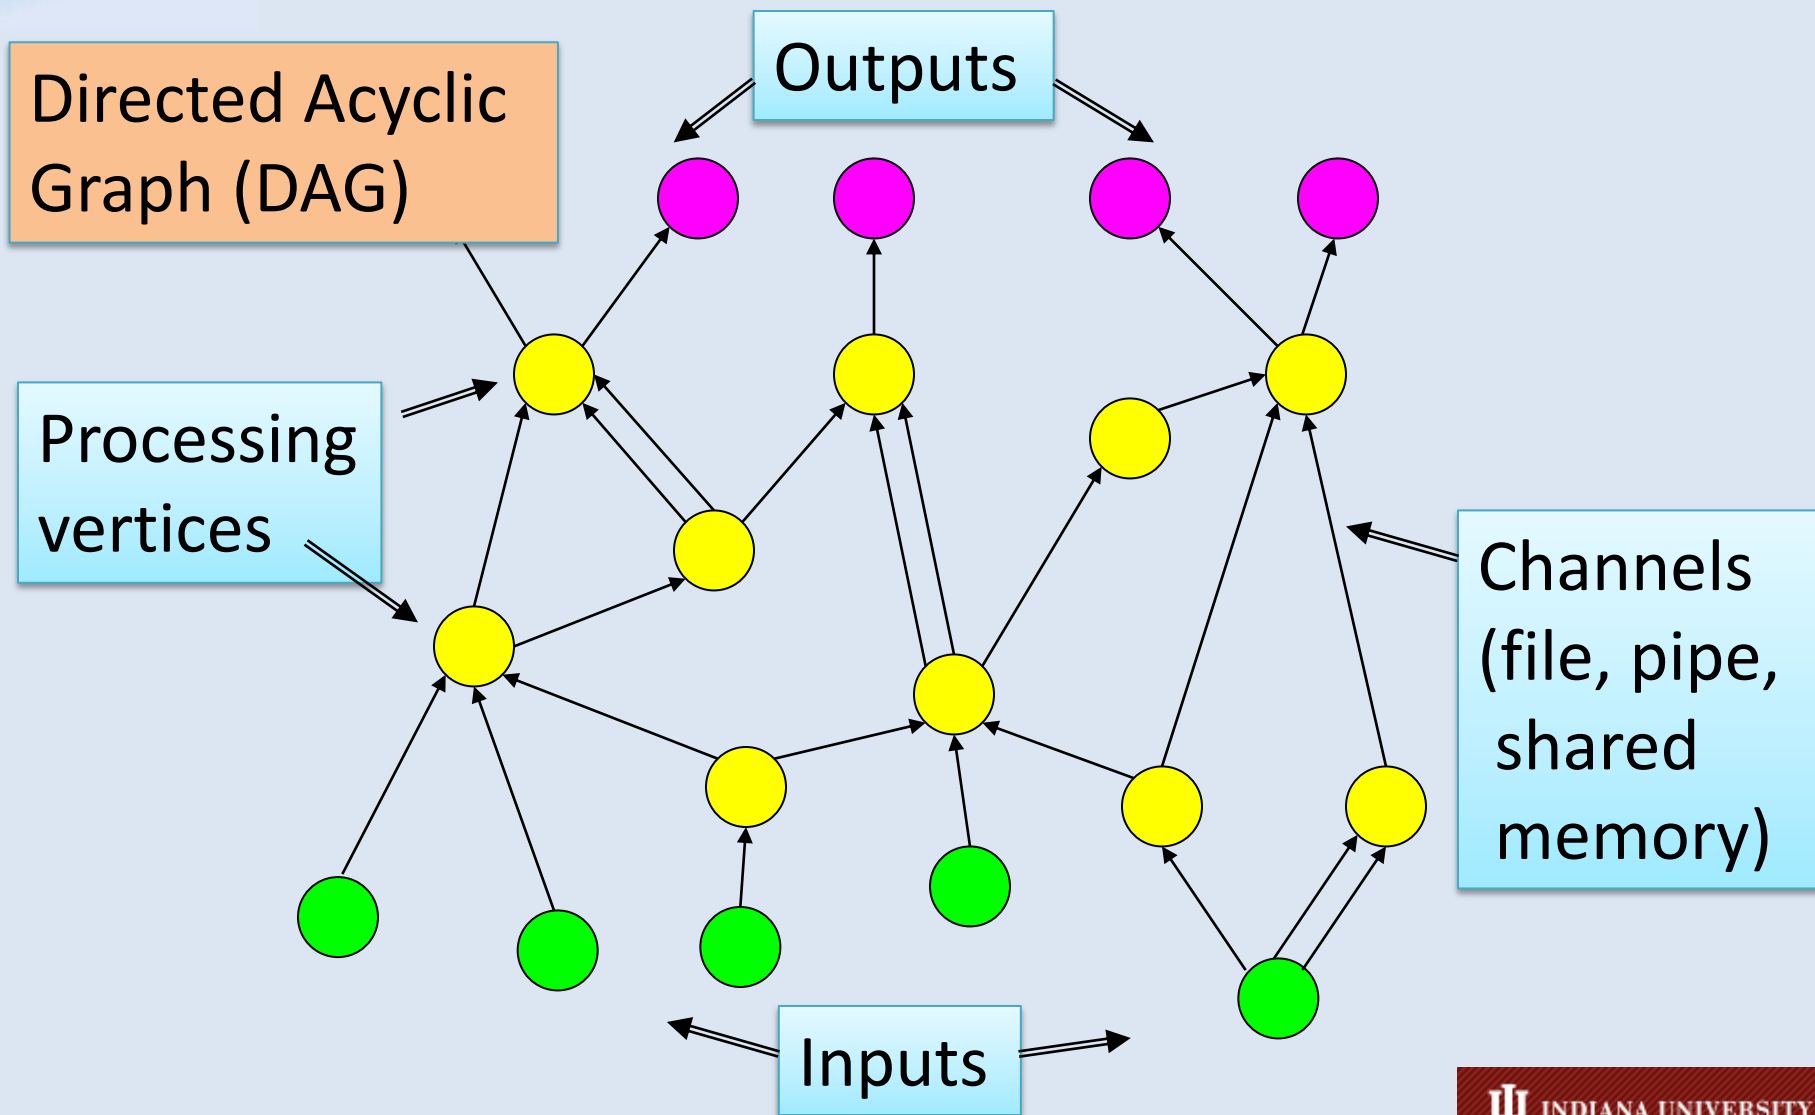 Directed Acyclic
Graph (DAG)
Outputs
Processing
vertices
Channels
(file, pipe,
shared
memory)
Inputs
INDIANA UNIVERSITY